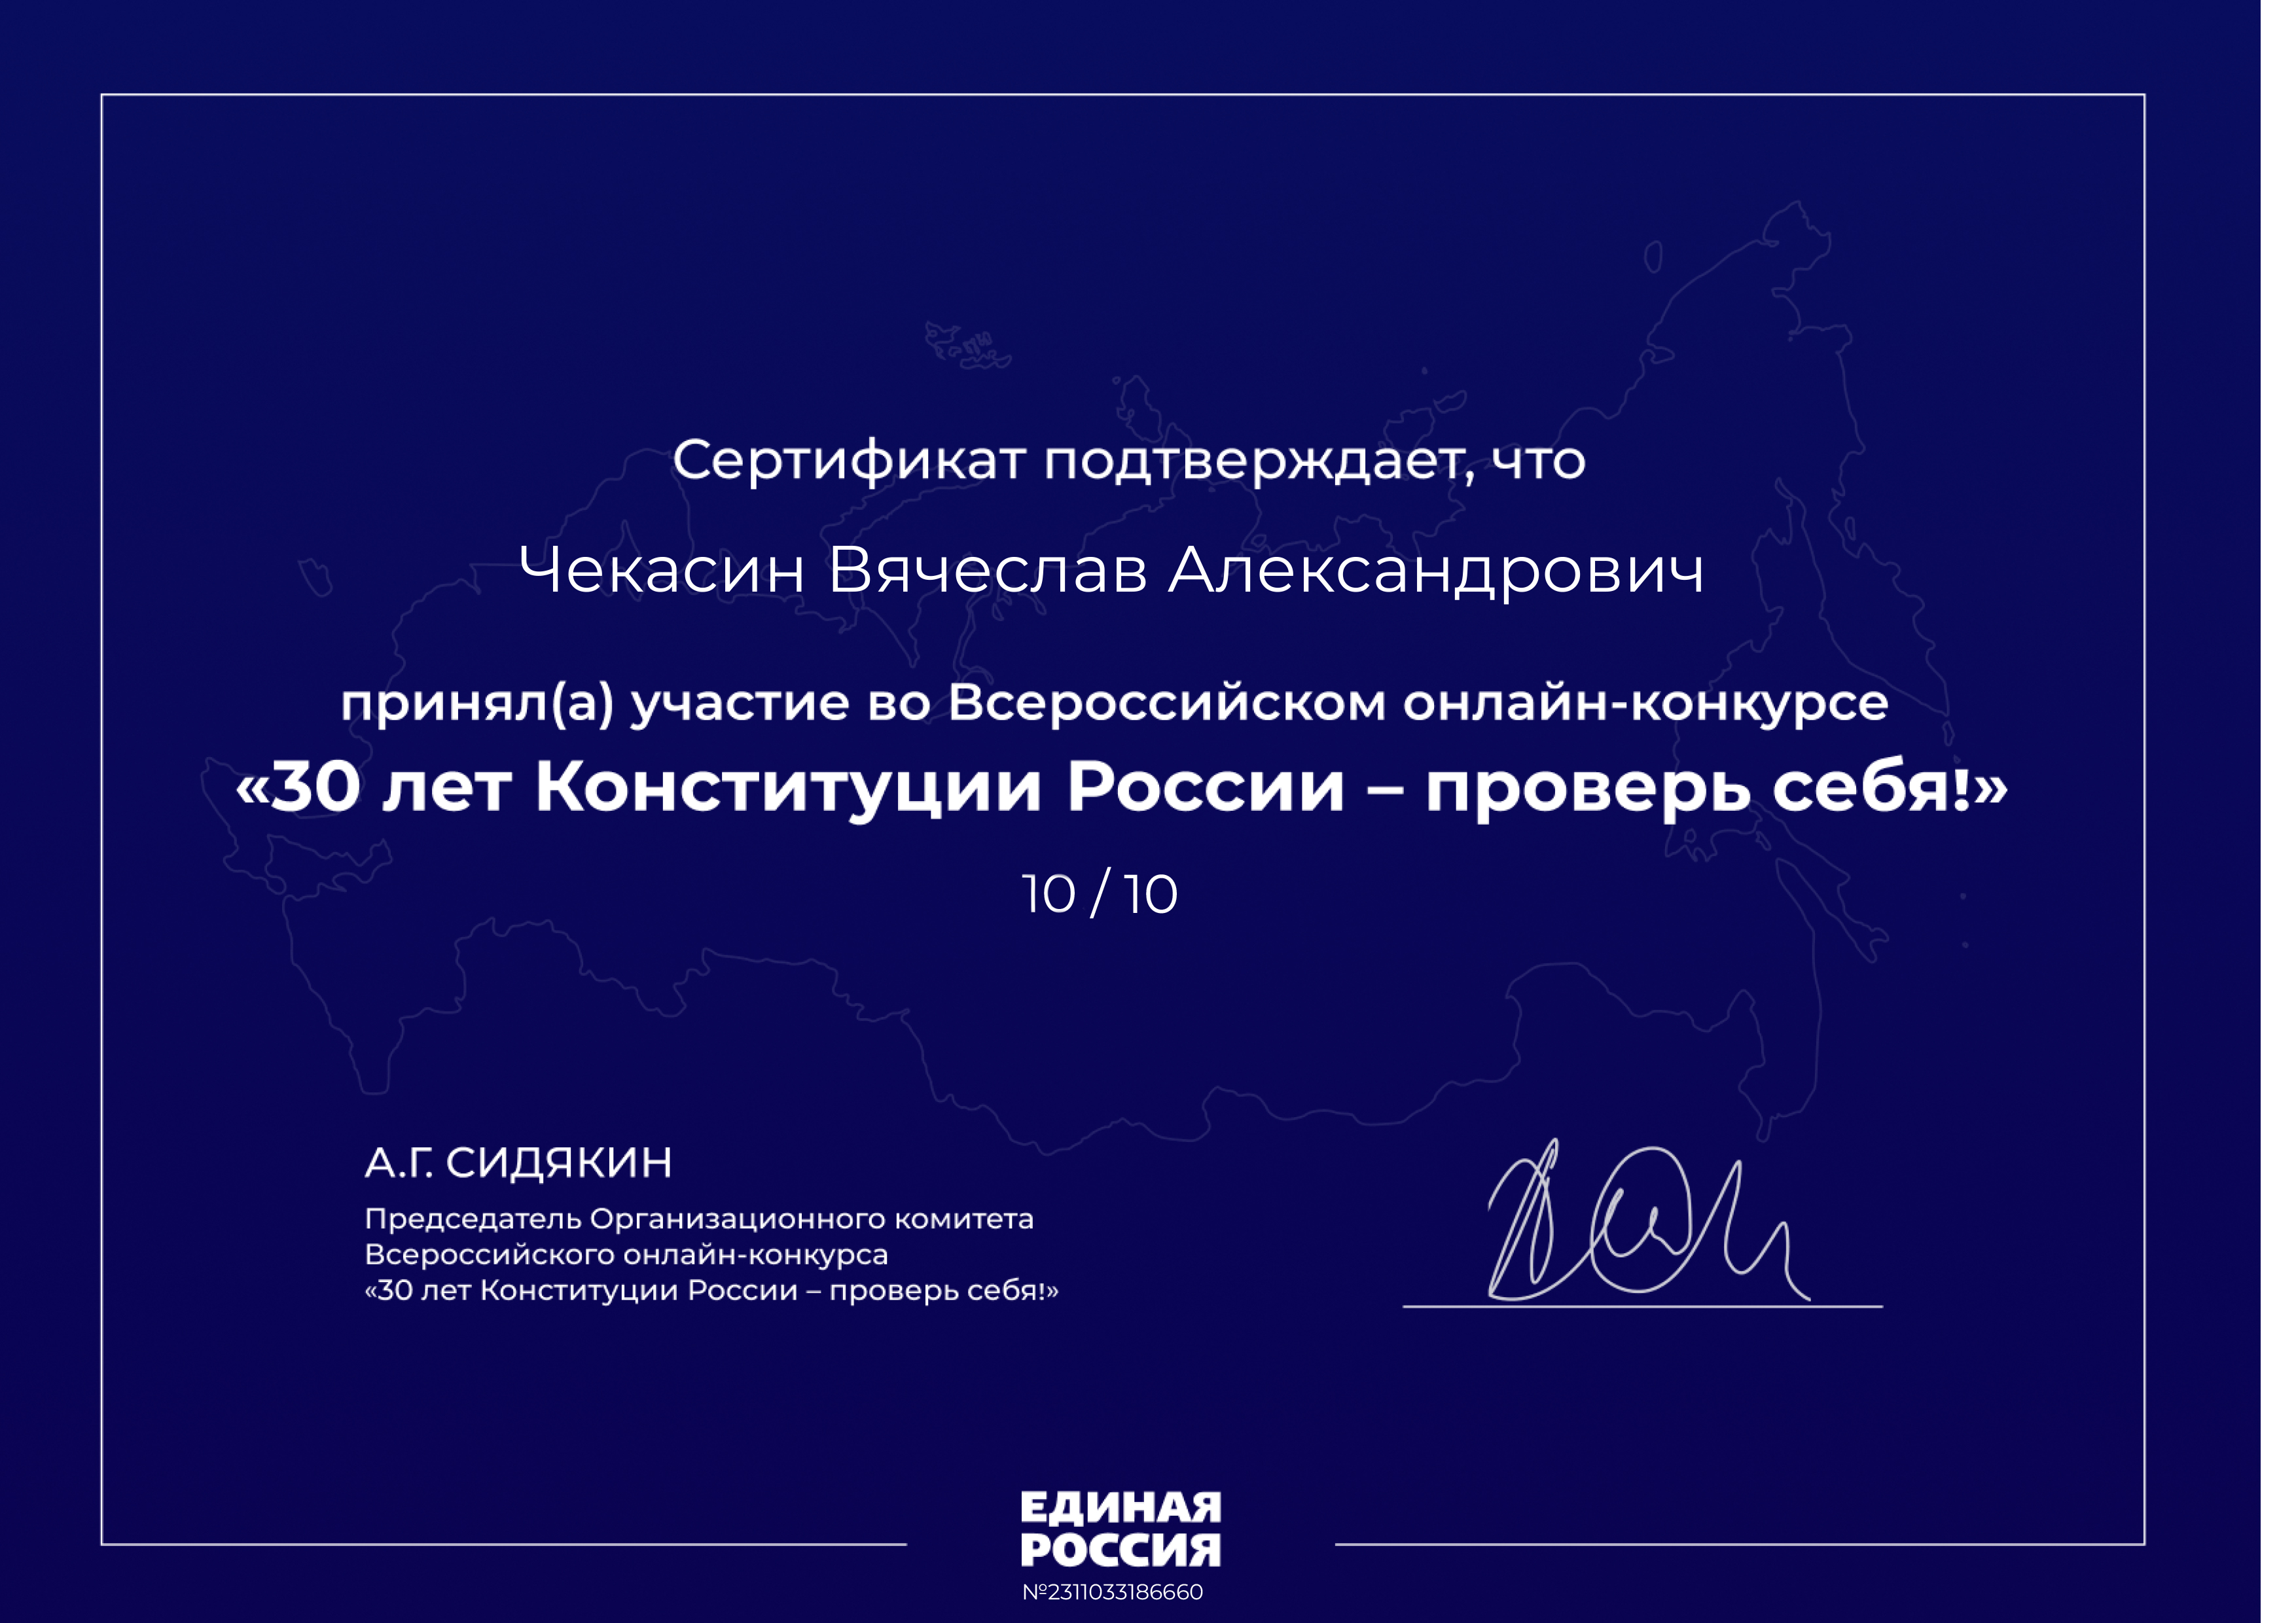 Сертификат подтверждает, что
Чекасин Вячеслав Александрович
принял(а) участие во Всероссийском онлайн-конкурсе
«30 лет Конституции России – проверь себя!»
10 / 10
А.Г. СИДЯКИН
Председатель Организационного комитета
Всероссийского онлайн-конкурса
«30 лет Конституции России – проверь себя!»
ЕДИНАЯ
РОССИЯ
№2311033186660